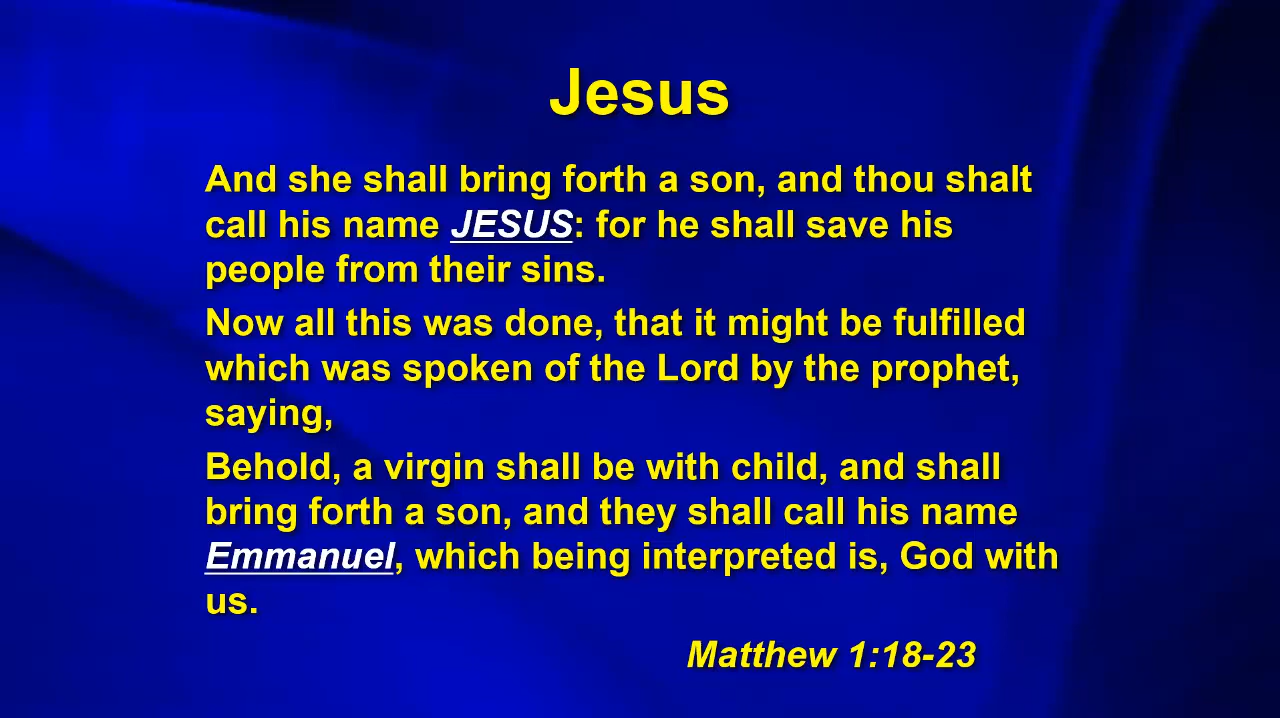 Jesus
And she shall bring forth a son, and thou shalt
call his name JESUS: for he shall save his
people from their sins.
Now all this was done, that it might be fulfilled
which was spoken of the Lord by the prophet,
saying,
Behold, a virgin shall be with child, and shall
bring forth a son, and they shall call his name
Emmanuel, which being interpreted is, God with
us.
Matthew 1:18-23